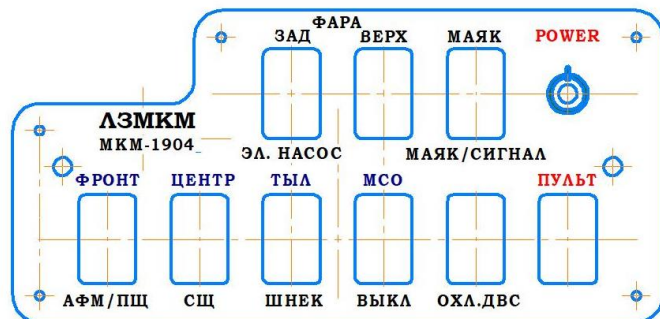 ФАРА
ЗАД ВЕРХ МАЯК POWER
ЛЗМКМ
МКМ-1904
ЭЛ. НАСОС МАЯК/СИГНАЛ
ФРОНТ ЦЕНТР ТЫЛ МСО ПУЛЬТ
АФМ/ПЩ СЩ ШНЕК ВЫКЛ ОХЛ.ДВС